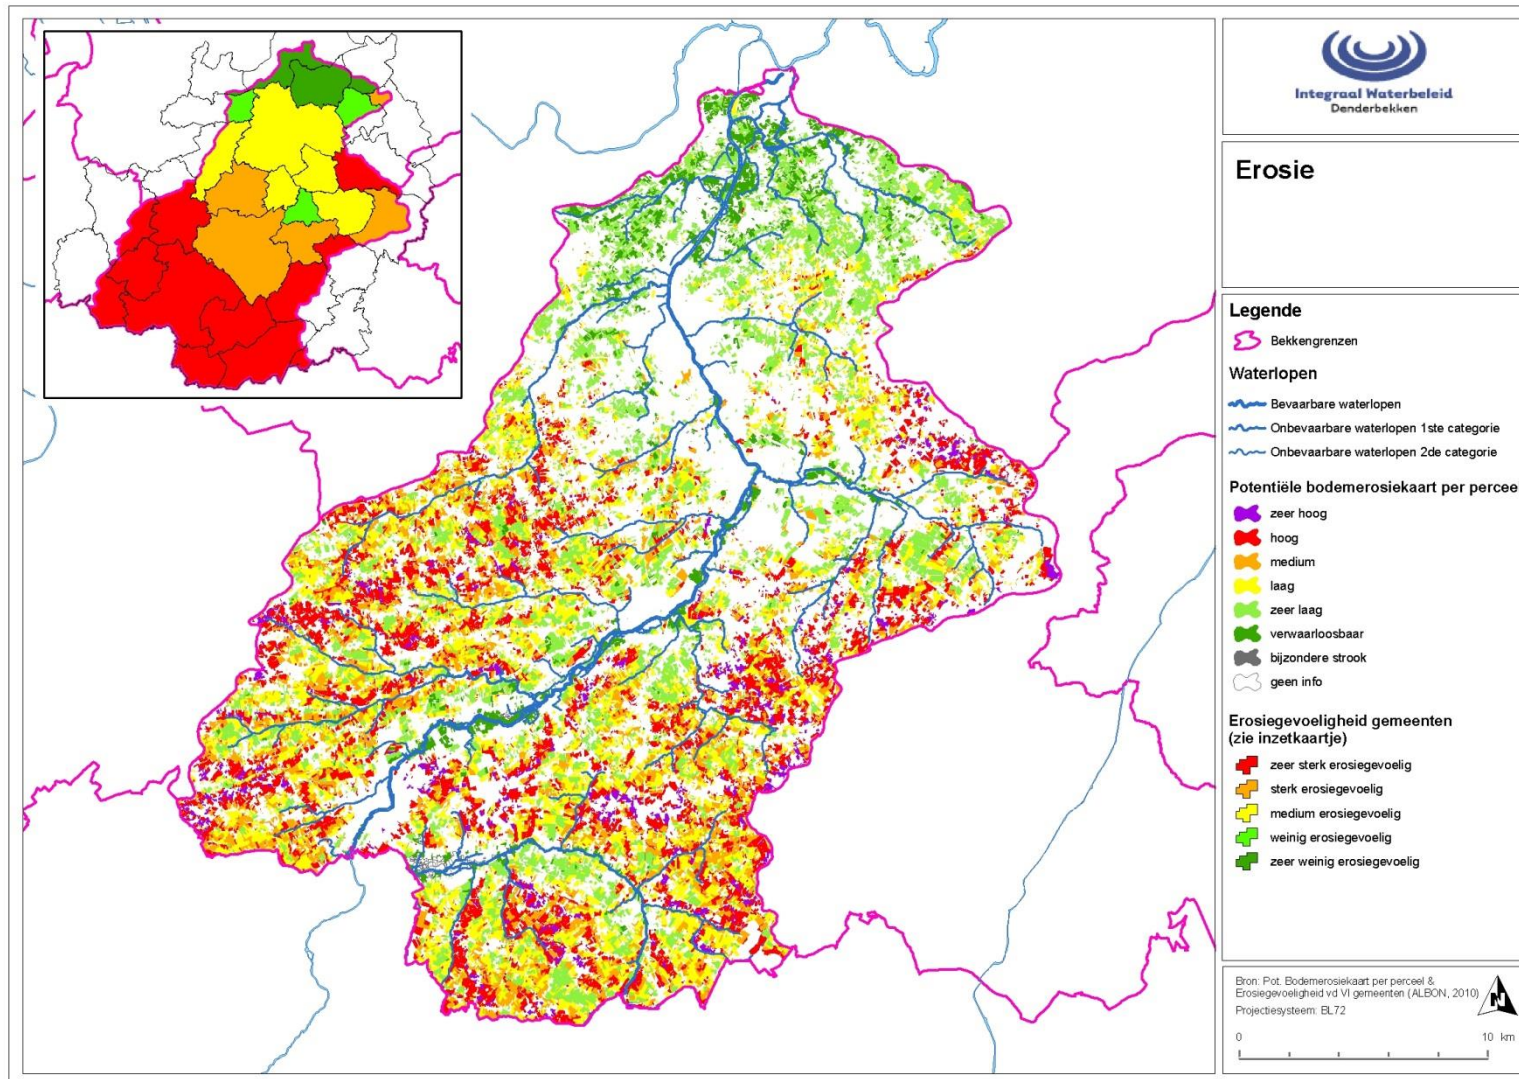 Integraal Waterbeleid
Denderbekken
Erosie
Legende
Bekkengrenzen
Waterlopen
Bevaarbare waterlopen
Onbevaarbare waterlopen 1ste categorie
Onbevaarbare waterlopen 2de categorie
Potentiële bodemerosiekaart per perceel
zeer hoog
hoog
medium
laag
zeer laag
verwaarloosbaar
bijzondere strook
geen info
Erosiegevoeligheid gemeenten
(zie inzetkaartje)
zeer sterk erosiegevoelig
sterk erosiegevoelig
medium erosiegevoelig
weinig erosiegevoelig
zeer weinig erosiegevoelig
Bron: Pot. Bodemerosiekaart per perceel &
Erosiegevoeligheid vd Vl gemeenten (ALBON, 2010)
Projectiesysteem: BL72
N
0 10 km